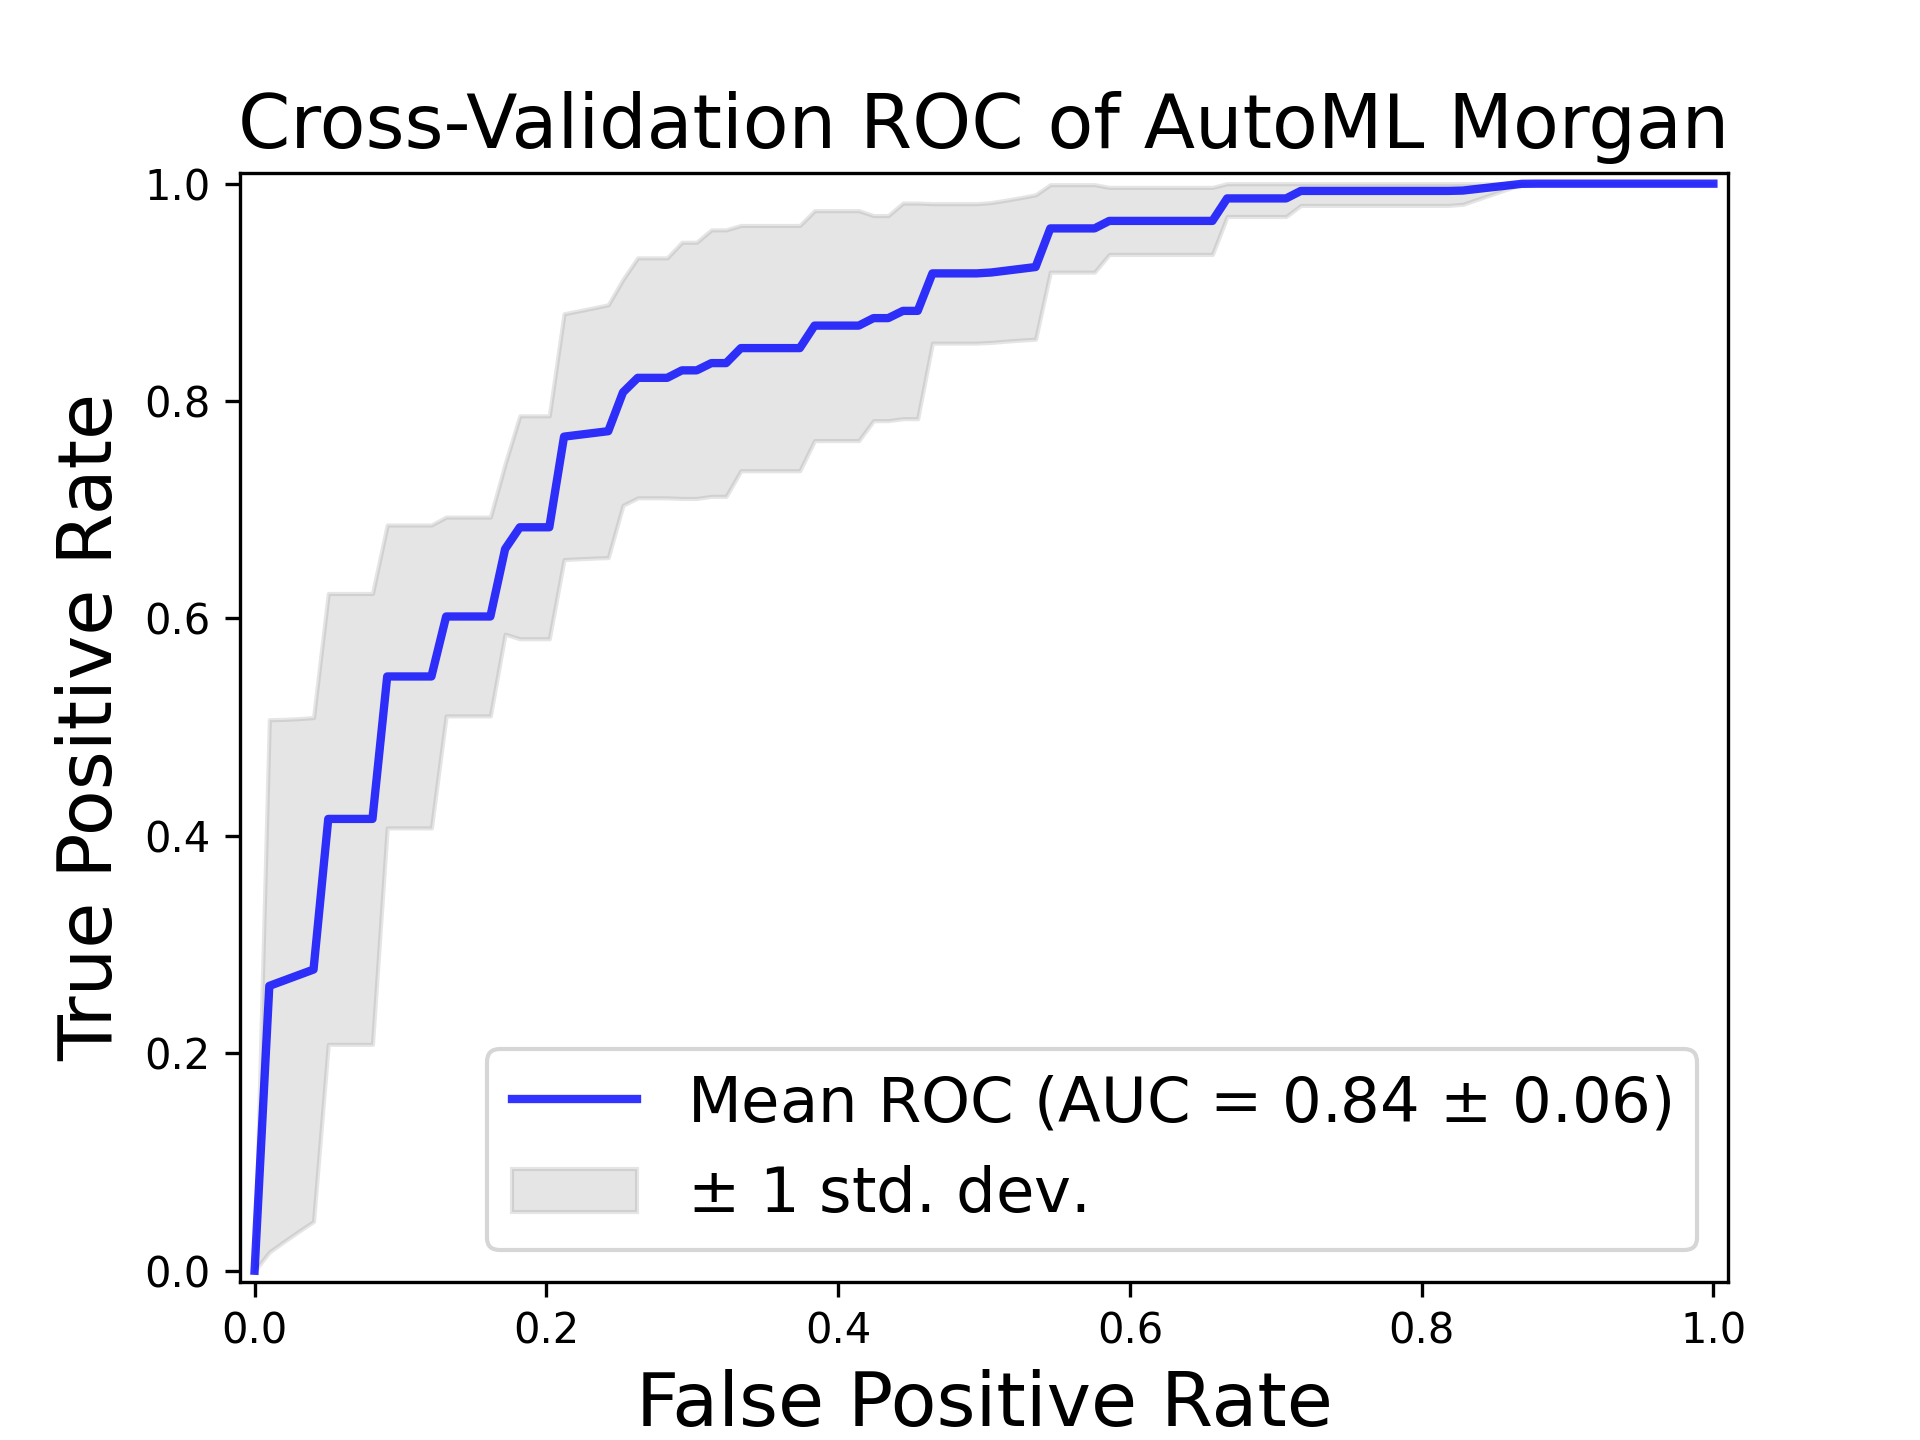 Cross-Validation ROC of AutoML Morgan
True Positive Rate
1.0
0.8
0.6
0.4
0.2
0.0
Mean ROC (AUC = 0.84 ± 0.06)
± 1 std. dev.
0.0 0.2 0.4 0.6 0.8 1.0
False Positive Rate